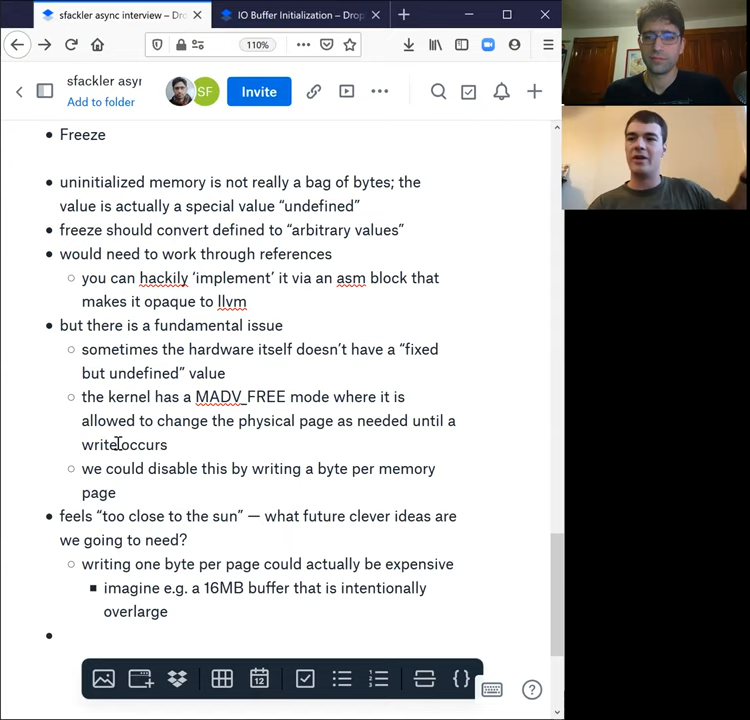 sfackler async interview – Dro
IO Buffer Initialization – Drop
110%
sfackler asyr
Add to folder
SF
Invite
Freeze
uninitialized memory is not really a bag of bytes; the
value is actually a special value “undefined”
freeze should convert defined to “arbitrary values”
would need to work through references
you can hackily ‘implement’ it via an asm block that
makes it opaque to llvm
but there is a fundamental issue
sometimes the hardware itself doesn’t have a “fixed
but undefined” value
the kernel has a MADV_FREE mode where it is
allowed to change the physical page as needed until a
write occurs
we could disable this by writing a byte per memory
page
feels “too close to the sun” — what future clever ideas are
we going to need?
writing one byte per page could actually be expensive
imagine e.g. a 16MB buffer that is intentionally
overlarge